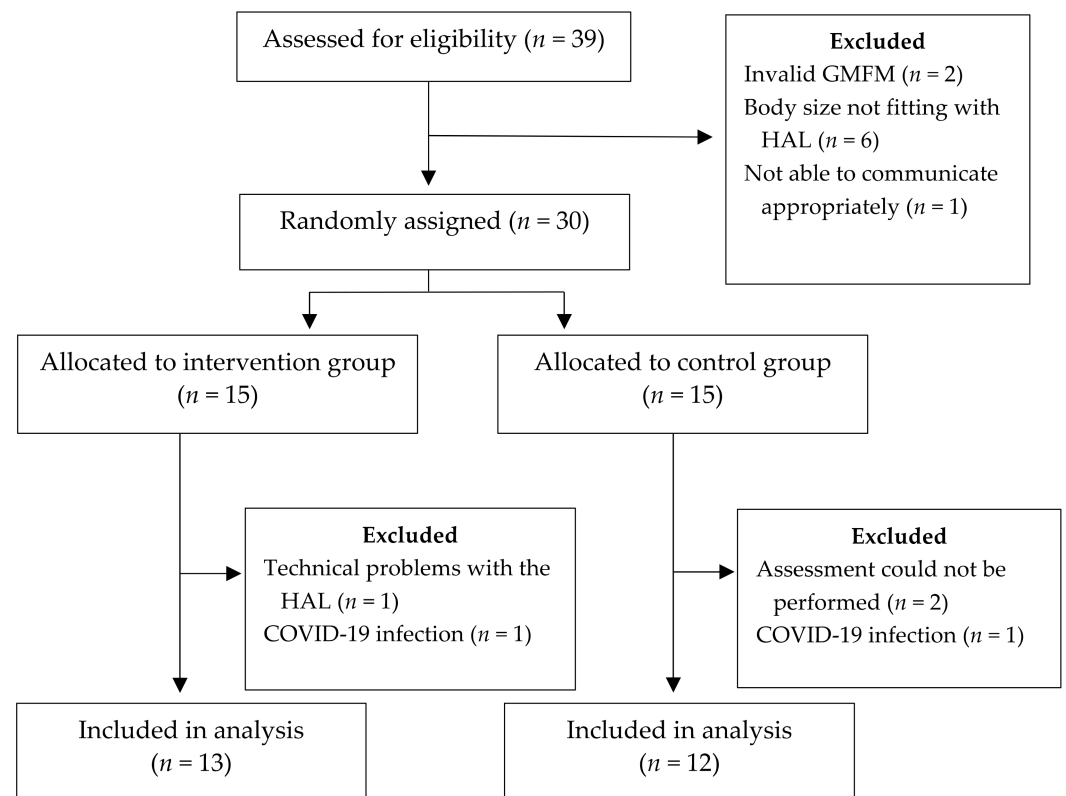 Assessed for eligibility (n = 39)
Excluded
Invalid GMFM (n = 2)
Body size not fitting with
HAL (n = 6)
Not able to communicate
appropriately (n = 1)
Randomly assigned (n = 30)
Allocated to intervention group
(n = 15)
Allocated to control group
(n = 15)
Excluded
Technical problems with the
HAL (n = 1)
COVID-19 infection (n = 1)
Excluded
Assessment could not be
performed (n = 2)
COVID-19 infection (n = 1)
Included in analysis
(n = 13)
Included in analysis
(n = 12)